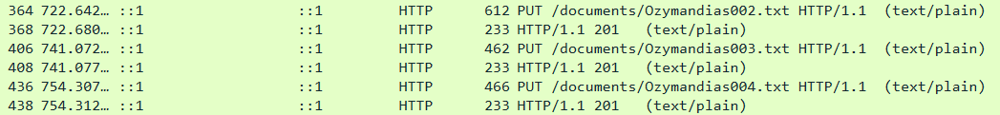 364 722.642… ::1 ::1 HTTP 612 PUT /documents/Ozymandias002.txt HTTP/1.1 (text/plain)
368 722.680… ::1 ::1 HTTP 233 HTTP/1.1 201 (text/plain)
406 741.072… ::1 ::1 HTTP 462 PUT /documents/Ozymandias003.txt HTTP/1.1 (text/plain)
408 741.077… ::1 ::1 HTTP 233 HTTP/1.1 201 (text/plain)
436 754.307… ::1 ::1 HTTP 466 PUT /documents/Ozymandias004.txt HTTP/1.1 (text/plain)
438 754.312… ::1 ::1 HTTP 233 HTTP/1.1 201 (text/plain)